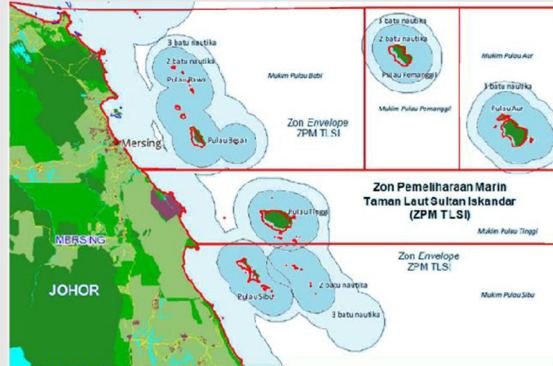 3 batu nautika
2 batu nautika
Pulau Rawa
Mukim Pulau Babi
Pulau Besar
Zon Envelope
ZPM TLSI
Mersing
3 batu nautika
2 batu nautika
Pulau Pemanggil
Mukim Pulau Pemanggil
Mukim Pulau Aur
3 batu nautika
Pulau Aur
Zon Pemeliharaan Marin
Taman Laut Sultan Iskandar
(ZPM TLSI)
Pulau Tinggi
Mukim Pulau Tinggi
MERSING
JOHOR
Zon Envelope
ZPM TLSI
Pulau Sibu
2 batu nautika
Mukim Pulau Sibu
3 batu nautika